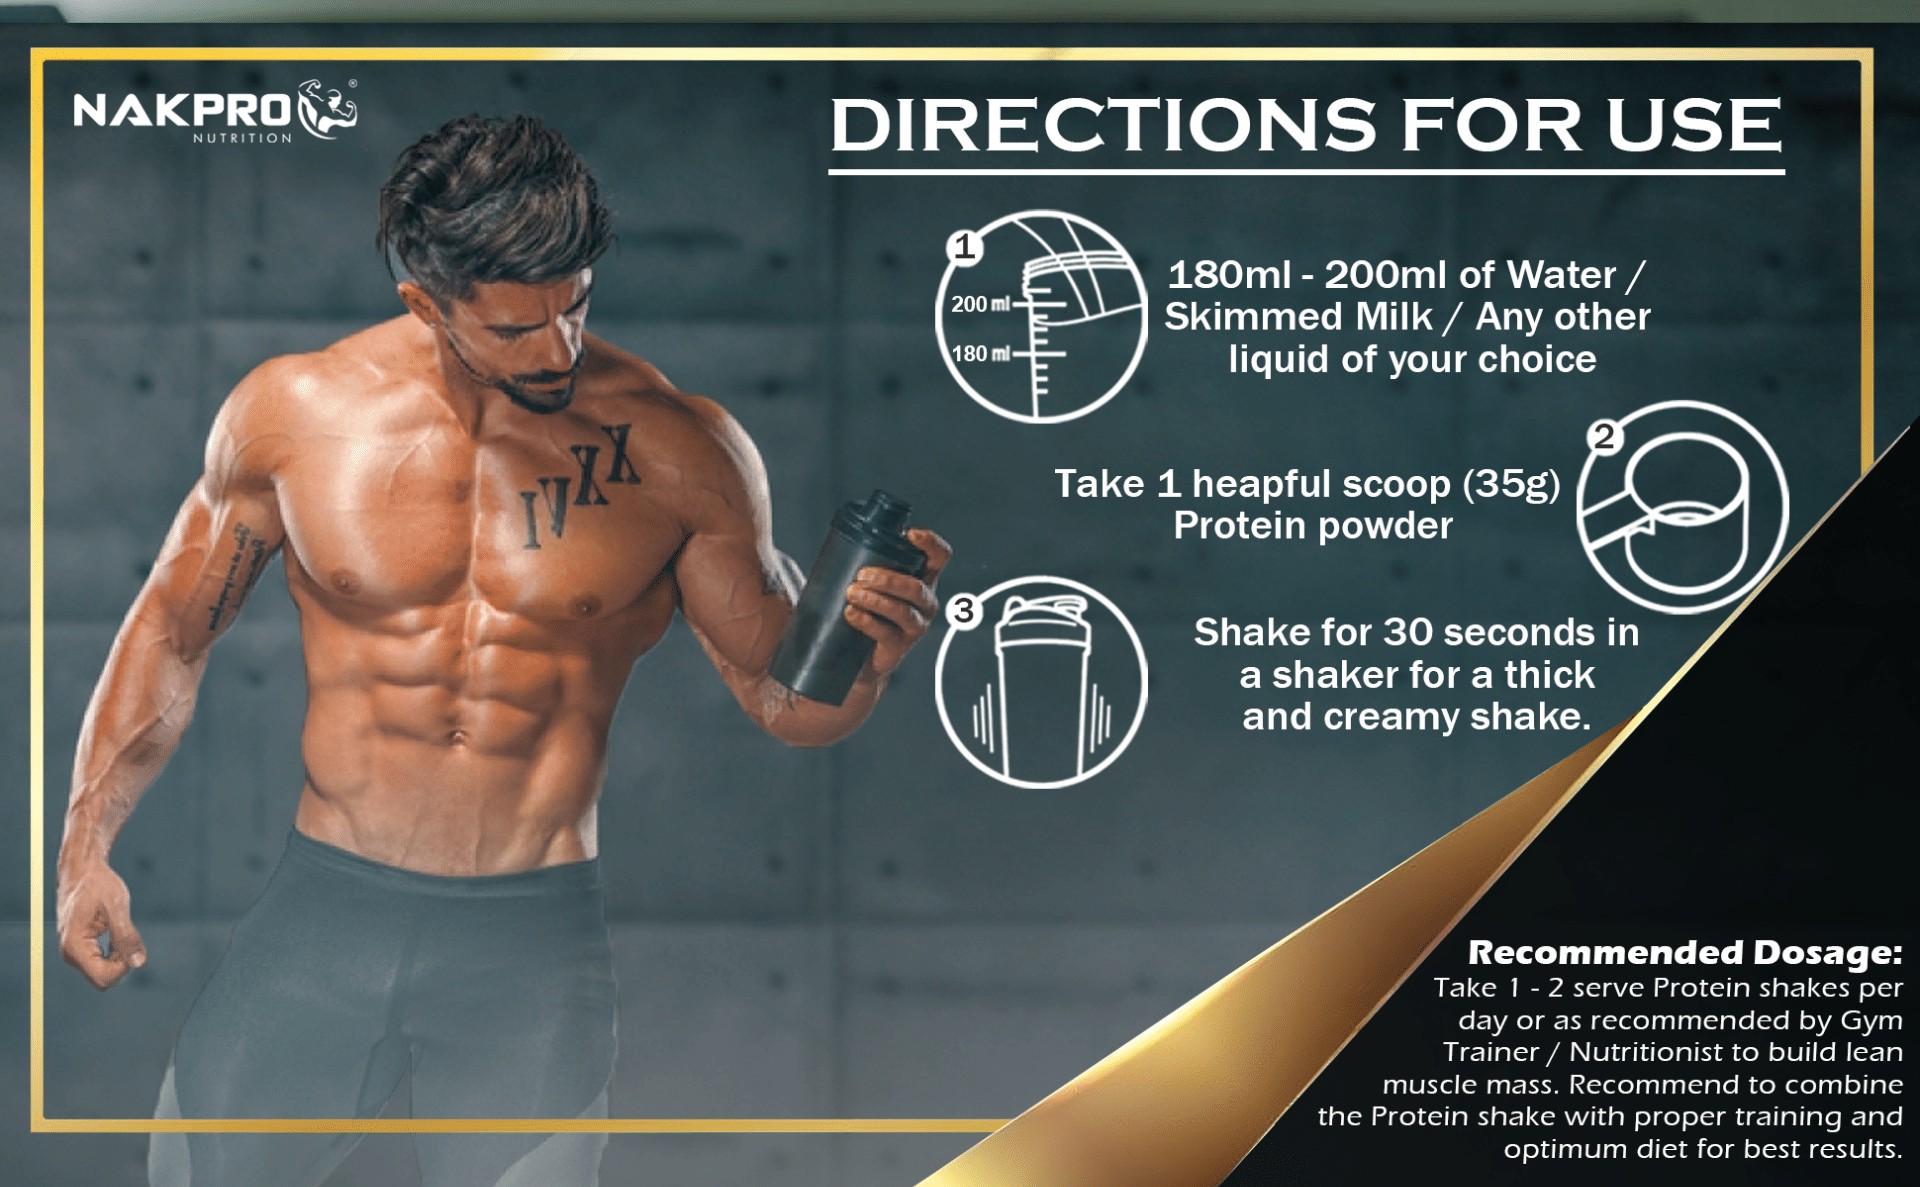 NAKPRO
NUTRITION
®
DIRECTIONS FOR USE
1
200 ml
180 ml
180ml - 200ml of Water /
Skimmed Milk / Any other
liquid of your choice
2
Take 1 heapful scoop (35g)
Protein powder
3
Shake for 30 seconds in
a shaker for a thick
and creamy shake.
IVXX
Recommended Dosage:
Take 1 - 2 serve Protein shakes per
day or as recommended by Gym
Trainer / Nutritionist to build lean
muscle mass. Recommend to combine
the Protein shake with proper training and
optimum diet for best results.